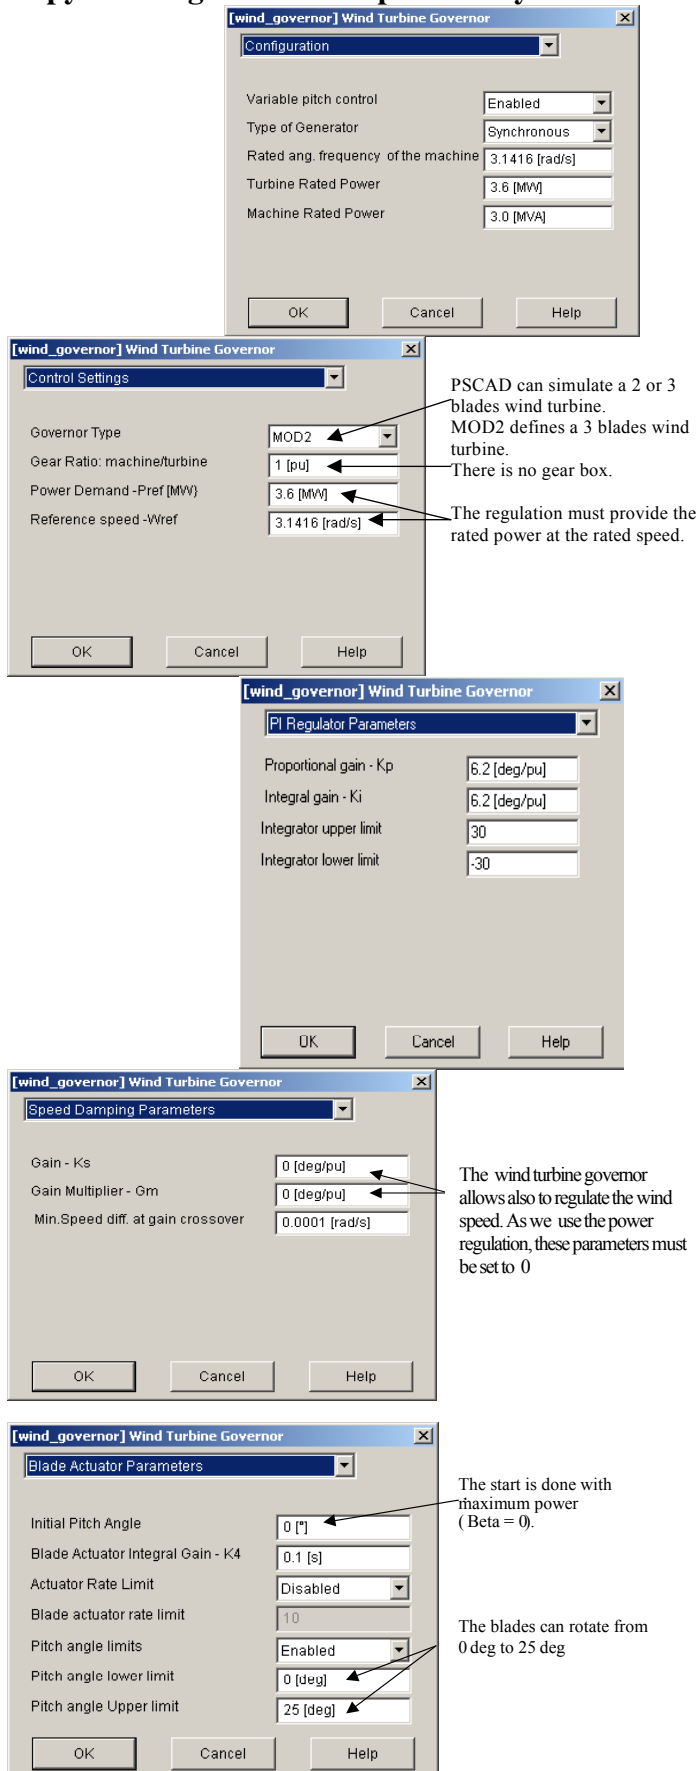 [wind_governor] Wind Turbine Governor
Configuration
Variable pitch control Enabled
Type of Generator Synchronous
Rated ang. frequency of the machine 3.1416 [rad/s]
Turbine Rated Power 3.6 [MW]
Machine Rated Power 3.0 [MVA]
OK Cancel Help
[wind_governor] Wind Turbine Governor
Control Settings
Governor Type MOD2
Gear Ratio: machine/turbine 1 [pu]
Power Demand -Pref [MW} 3.6 [MW]
Reference speed -Wref 3.1416 [rad/s]
OK Cancel Help
PSCAD can simulate a 2 or 3
blades wind turbine.
MOD2 defines a 3 blades wind
turbine.
There is no gear box.
The regulation must provide the
rated power at the rated speed.
[wind_governor] Wind Turbine Governor
PI Regulator Parameters
Proportional gain - Kp 6.2 [deg/pu]
Integral gain - Ki 6.2 [deg/pu]
Integrator upper limit 30
Integrator lower limit -30
OK Cancel Help
[wind_governor] Wind Turbine Governor
Speed Damping Parameters
Gain - Ks 0 [deg/pu]
Gain Multiplier - Gm 0 [deg/pu]
Min.Speed diff. at gain crossover 0.0001 [rad/s]
OK Cancel Help
The wind turbine governor
allows also to regulate the wind
speed. As we use the power
regulation, these parameters must
be set to 0
[wind_governor] Wind Turbine Governor
Blade Actuator Parameters
Initial Pitch Angle 0 [°]
Blade Actuator Integral Gain - K4 0.1 [s]
Actuator Rate Limit Disabled
Blade actuator rate limit 10
Pitch angle limits Enabled
Pitch angle lower limit 0 [deg]
Pitch angle Upper limit 25 [deg]
OK Cancel Help
The start is done with
maximum power
( Beta = 0).
The blades can rotate from
0 deg to 25 deg